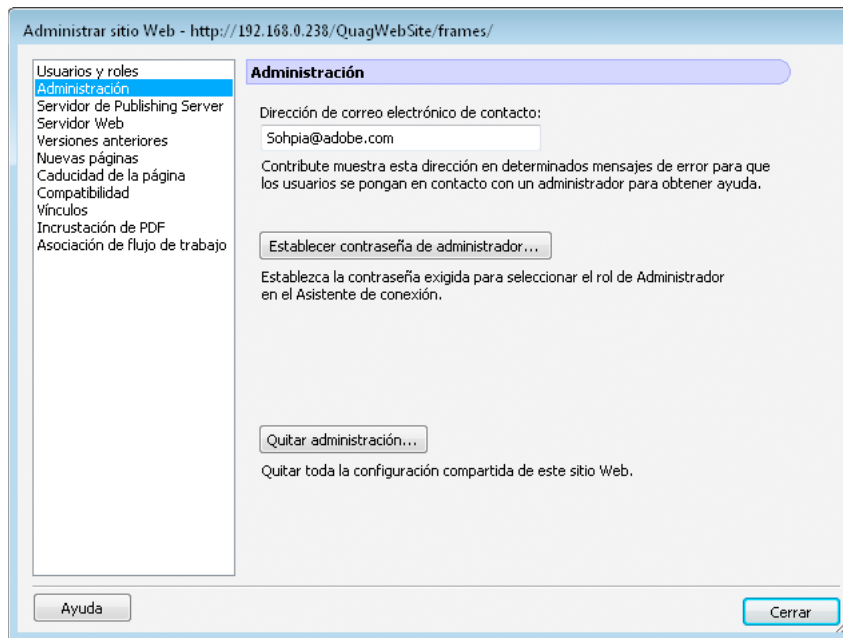 Administrar sitio Web - http://192.168.0.238/QuagWebSite/frames/
Usuarios y roles
Administración
Servidor de Publishing Server
Servidor Web
Versiones anteriores
Nuevas páginas
Caducidad de la página
Compatibilidad
Vínculos
Incrustación de PDF
Asociación de flujo de trabajo
Administración
Dirección de correo electrónico de contacto:
Sohpia@adobe.com
Contribute muestra esta dirección en determinados mensajes de error para que
los usuarios se pongan en contacto con un administrador para obtener ayuda.
Establecer contraseña de administrador...
Establezca la contraseña exigida para seleccionar el rol de Administrador
en el Asistente de conexión.
Quitar administración...
Quitar toda la configuración compartida de este sitio Web.
Ayuda
Cerrar